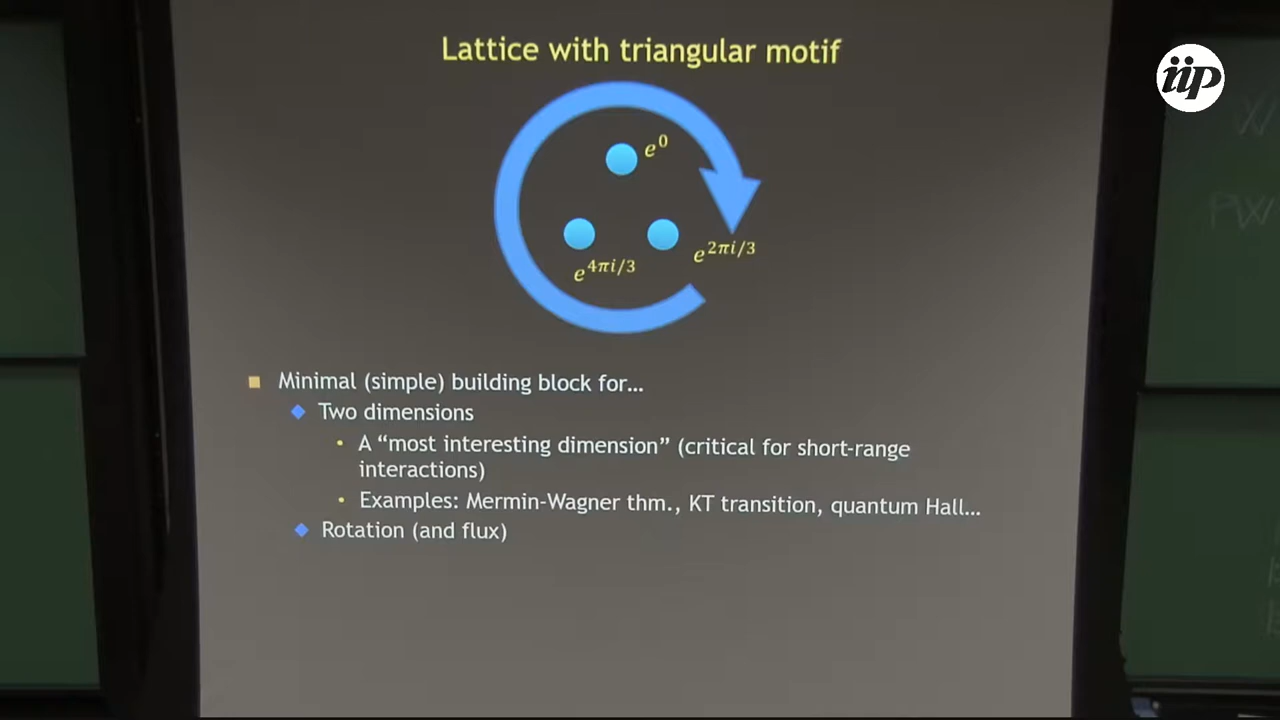 iip
Lattice with triangular motif
e^0
e^{2πi/3}
e^{4πi/3}
Minimal (simple) building block for…
Two dimensions
A “most interesting dimension” (critical for short-range
interactions)
Examples: Mermin-Wagner thm., KT transition, quantum Hall…
Rotation (and flux)